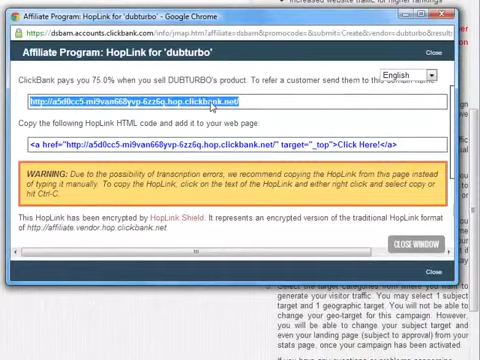 Affiliate Program: HopLink for 'dubturbo' - Google Chrome
https://dsbam.accounts.clickbank.com/info/jmap.htm?affiliate=dsbam&promocodes=&submit=Create&vendor=dubturbo&results=
Affiliate Program: HopLink for 'dubturbo'
Close
English
ClickBank pays you 75.0% when you sell DUBTURBO's product. To refer a customer send them to this domain name:
http://a5d0cc5-mi9van668yvp-6zz6q.hop.clickbank.net/
Copy the following HopLink HTML code and add it to your web page:
<a href="http://a5d0cc5-mi9van668yvp-6zz6q.hop.clickbank.net/" target="_top">Click Here!</a>
WARNING: Due to the possibility of transcription errors, we recommend copying the HopLink from this page instead
of typing it manually. To copy the HopLink, click on the text of the HopLink and either right click and select copy or
hit Ctrl-C.
This HopLink has been encrypted by HopLink Shield. It represents an encrypted version of the traditional HopLink format
of http://affiliate.vendor.hop.clickbank.net
CLOSE WINDOW
Close
Select the target categories from where you want to
generate your visitor traffic. You may select 1 subject
target and 1 geographic target. You will not be able to
change your geo-target for this campaign. However,
you will be able to change your subject target and
even your landing page (subject to approval) from your
stats page, once your campaign has been activated
If you have any questions or problems